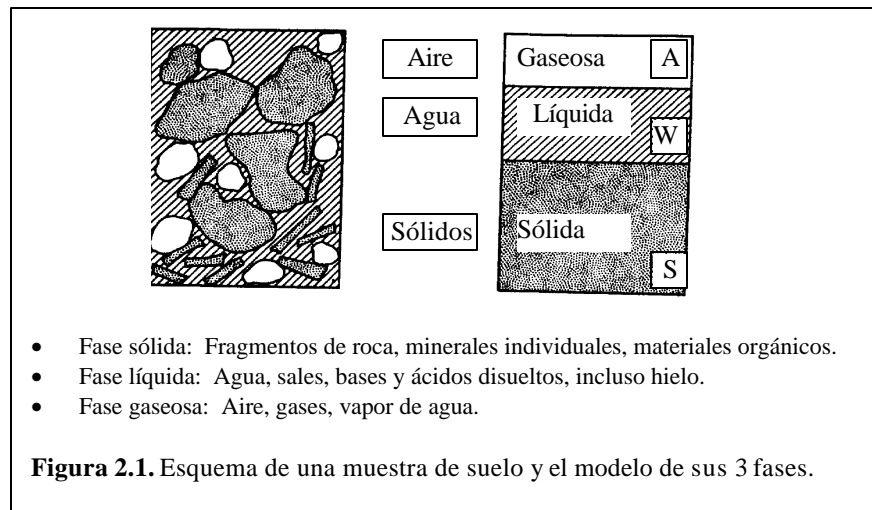 Aire
Gaseosa
A
Agua
Líquida
W
Sólidos
Sólida
S
• Fase sólida: Fragmentos de roca, minerales individuales, materiales orgánicos.
• Fase líquida: Agua, sales, bases y ácidos disueltos, incluso hielo.
• Fase gaseosa: Aire, gases, vapor de agua.
Figura 2.1. Esquema de una muestra de suelo y el modelo de sus 3 fases.